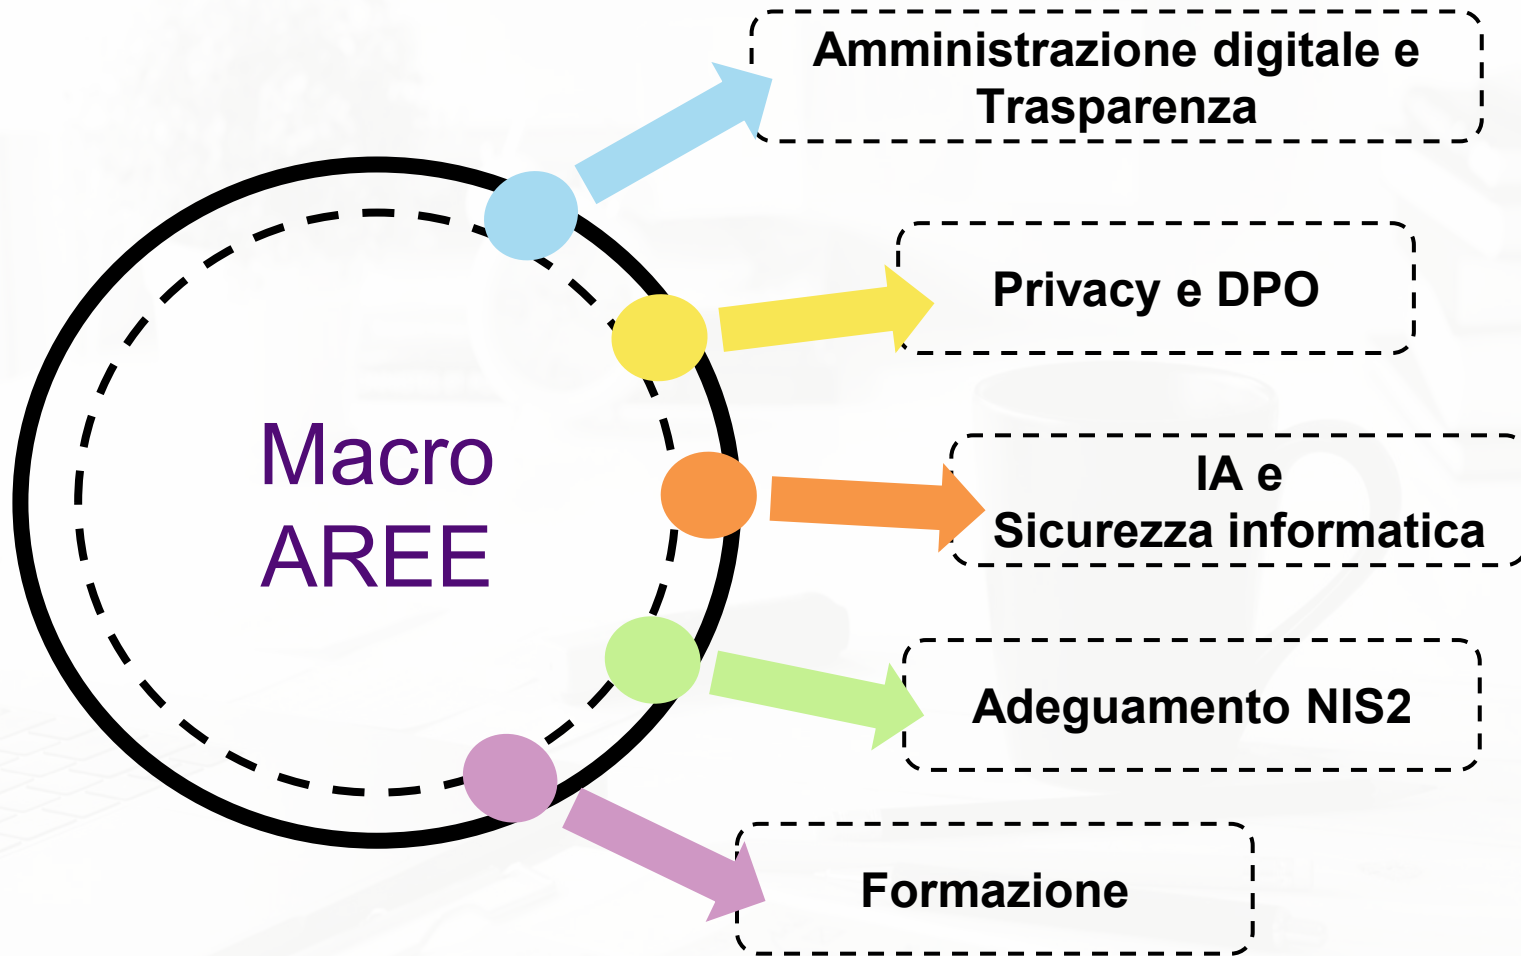 Amministrazione digitale e
Trasparenza
Privacy e DPO
Macro
AREE
IA e
Sicurezza informatica
Adeguamento NIS2
Formazione